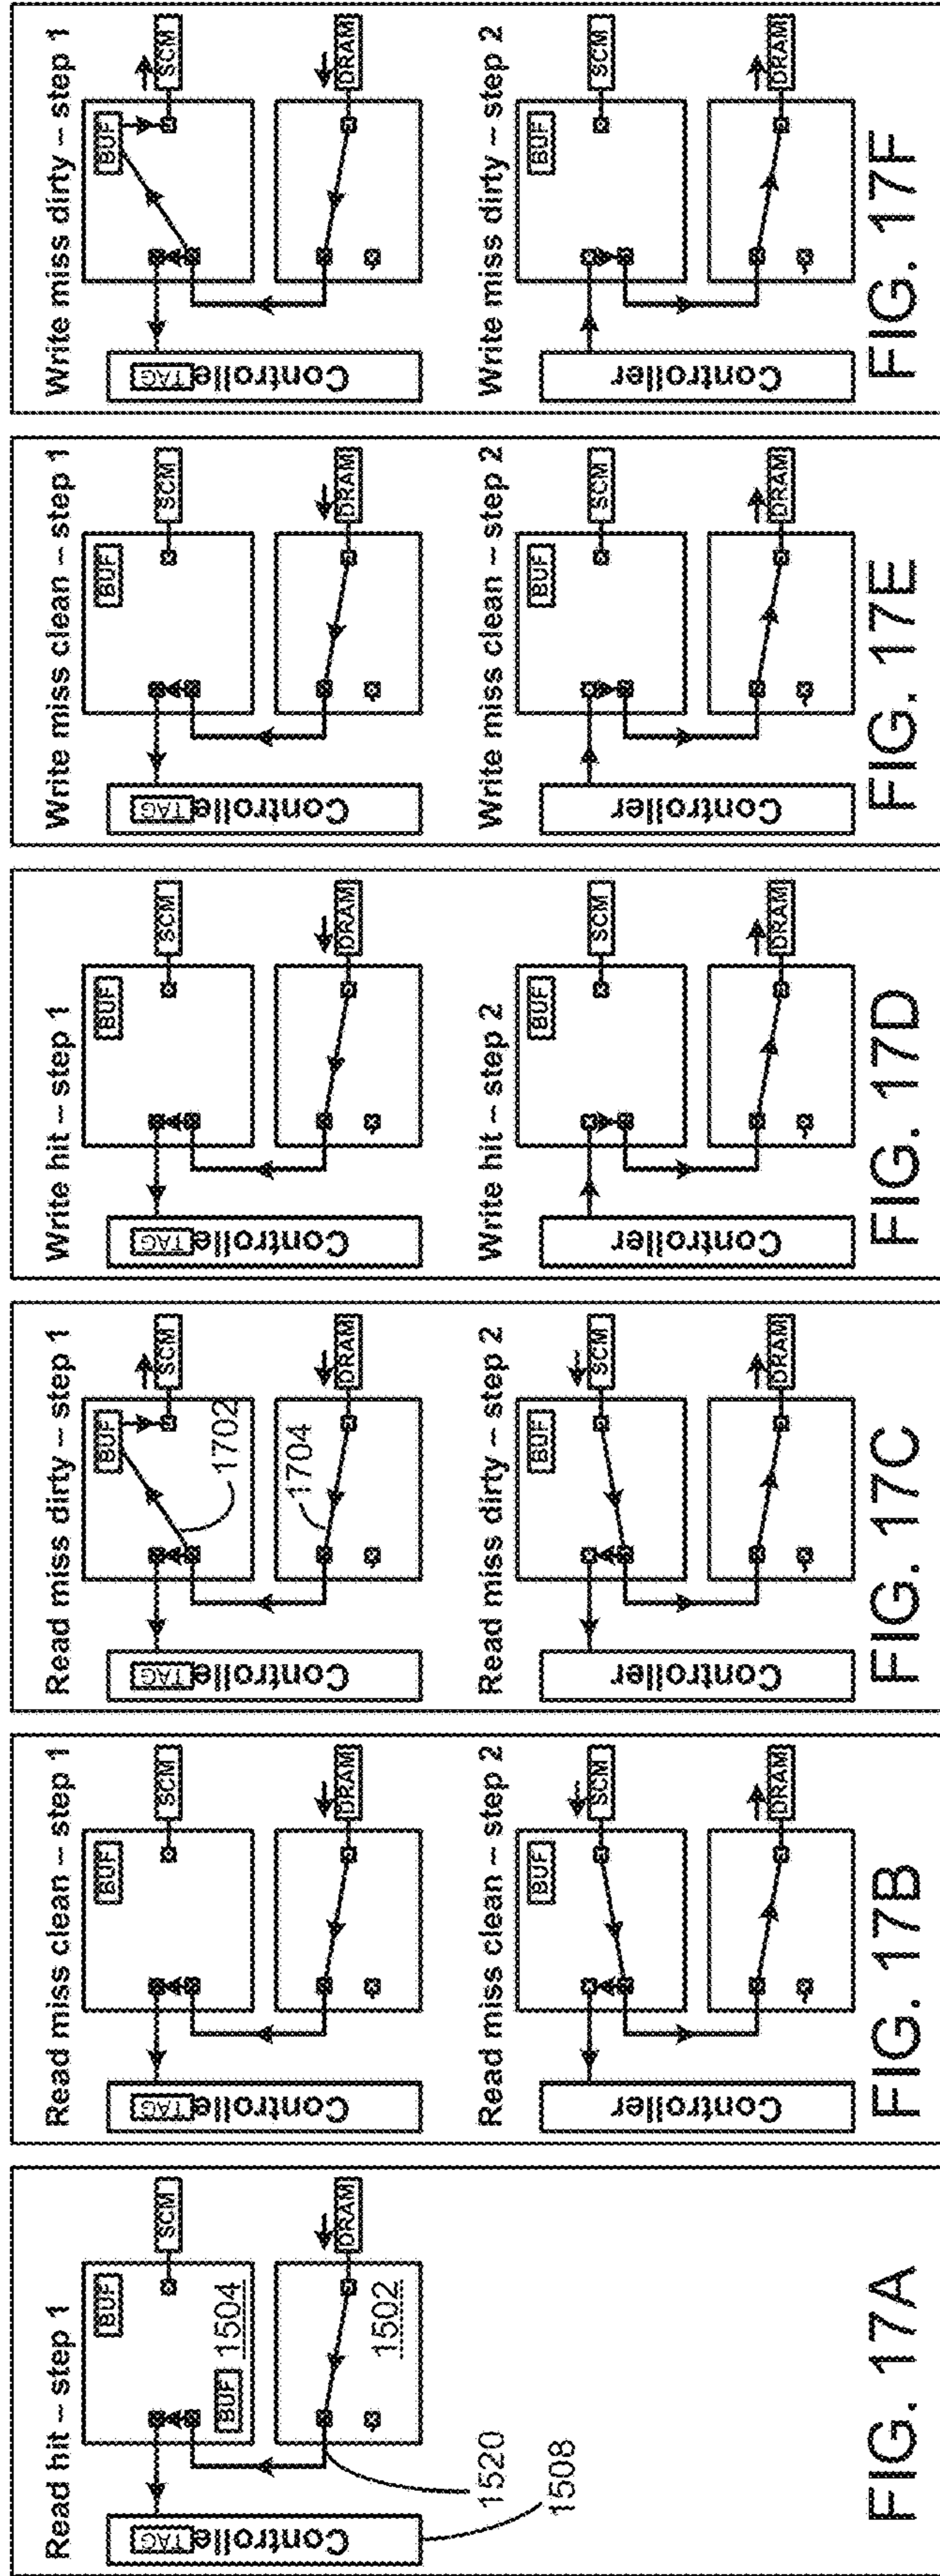 Read hit – step 1
TAG
Controlle
BUF
SCM
BUF
1504
DRAM
1502
1520
1508
FIG. 17A
Read miss clean – step 1
TAG
Controlle
BUF
SCM
DRAM
Read miss clean – step 2
Controller
BUF
SCM
DRAM
FIG. 17B
Read miss dirty – step 1
TAG
Controlle
BUF
SCM
1702
1704
DRAM
Read miss dirty – step 2
Controller
BUF
SCM
DRAM
FIG. 17C
Write hit – step 1
TAG
Controlle
BUF
SCM
DRAM
Write hit – step 2
Controller
BUF
SCM
DRAM
FIG. 17D
Write miss clean – step 1
TAG
Controlle
BUF
SCM
DRAM
Write miss clean – step 2
Controller
BUF
SCM
DRAM
FIG. 17E
Write miss dirty – step 1
TAG
Controlle
BUF
SCM
DRAM
Write miss dirty – step 2
Controller
BUF
SCM
DRAM
FIG. 17F